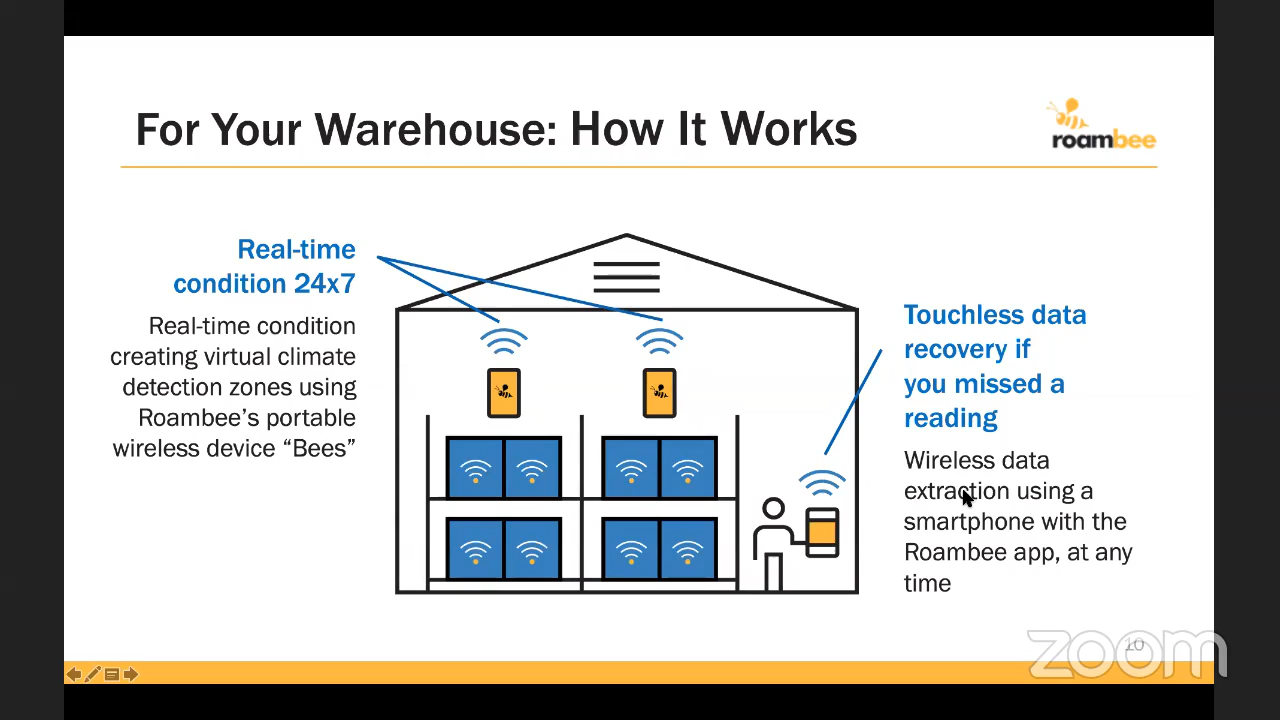 For Your Warehouse: How It Works
roambee
Real-time
condition 24x7
Real-time condition
creating virtual climate
detection zones using
Roambee’s portable
wireless device “Bees”
Touchless data
recovery if
you missed a
reading
Wireless data
extraction using a
smartphone with the
Roambee app, at any
time
10
zoom